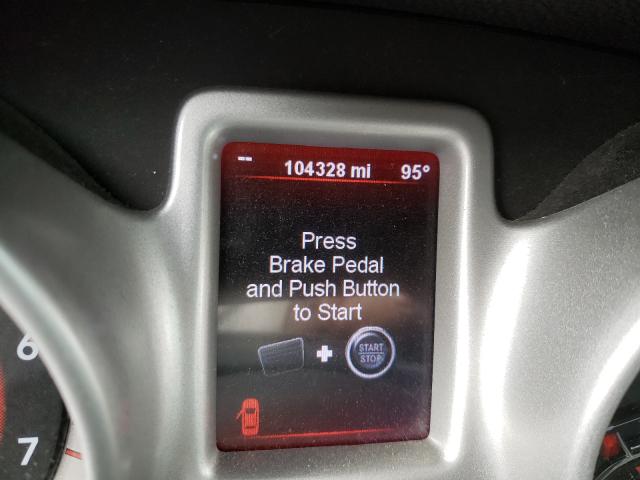 -- 104328 mi 95°
Press
Brake Pedal
and Push Button
to Start
START
STOP
6
7